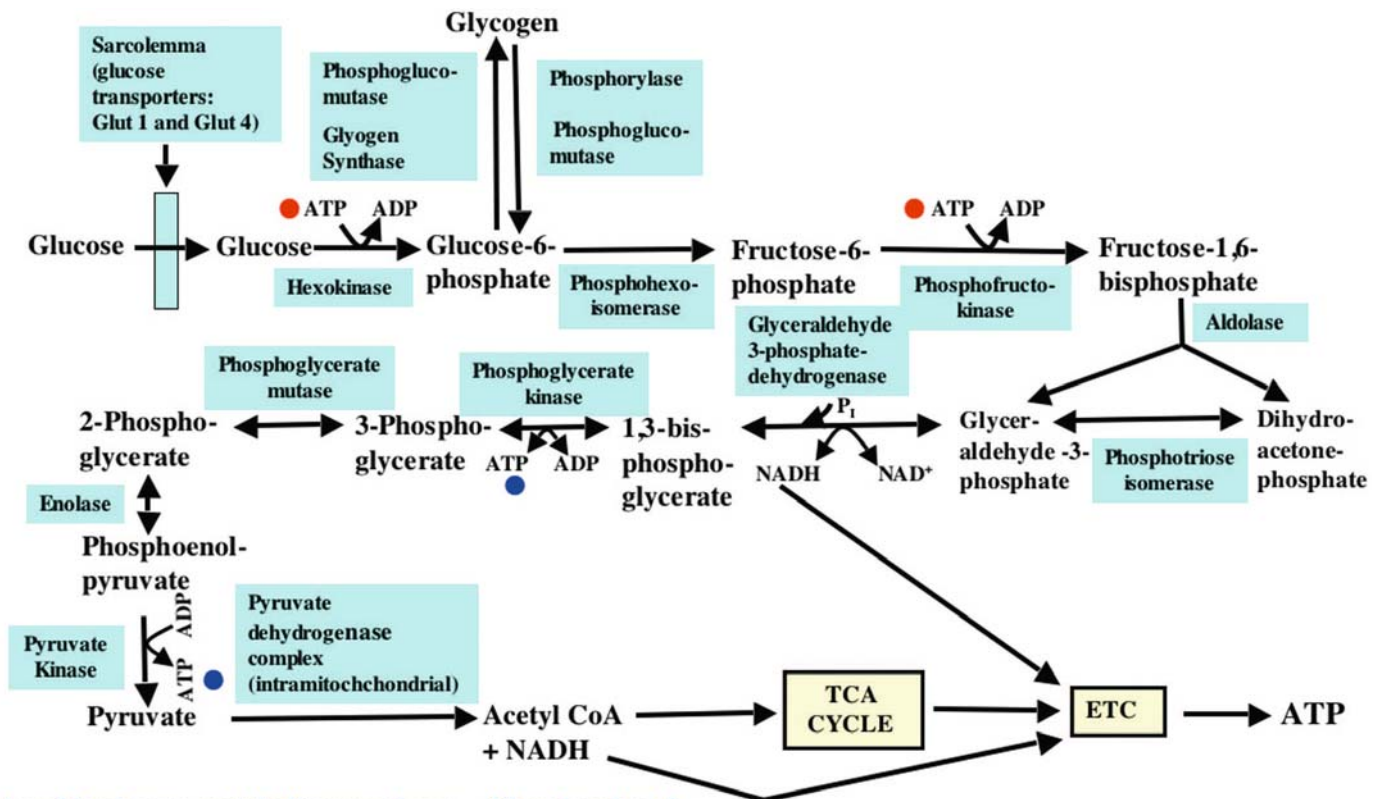 Glycogen
Sarcolemma
(glucose
transporters:
Glut 1 and Glut 4)
Phosphogluco-
mutase
Glyogen
Synthase
Phosphorylase
Phosphogluco-
mutase
Glucose
Glucose
ATP
ADP
Hexokinase
Glucose-6-
phosphate
Phosphohexo-
isomerase
Fructose-6-
phosphate
ATP
ADP
Phosphofructo-
kinase
Fructose-1,6-
bisphosphate
Aldolase
Glyceraldehyde
3-phosphate-
dehydrogenase
Glycer-
aldehyde -3-
phosphate
Phosphotriose
isomerase
Dihydro-
acetone-
phosphate
PI
NADH
NAD+
1,3-bis-
phospho-
glycerate
Phosphoglycerate
kinase
ATP
ADP
3-Phospho-
glycerate
Phosphoglycerate
mutase
2-Phospho-
glycerate
Enolase
Phosphoenol-
pyruvate
Pyruvate
Kinase
ADP
ATP
Pyruvate
Pyruvate
dehydrogenase
complex
(intramitochchondrial)
Acetyl CoA
+ NADH
TCA
CYCLE
ETC
ATP